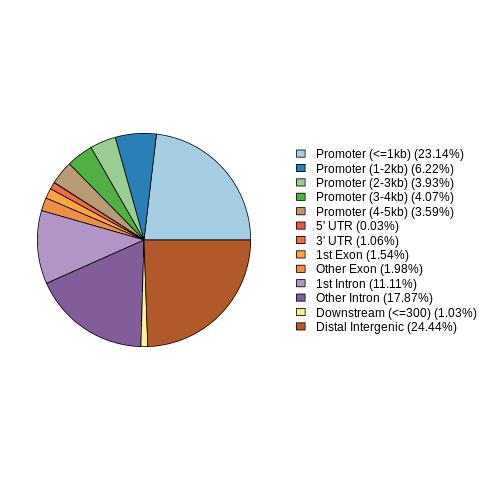 Promoter (<=1kb) (23.14%)
Promoter (1-2kb) (6.22%)
Promoter (2-3kb) (3.93%)
Promoter (3-4kb) (4.07%)
Promoter (4-5kb) (3.59%)
5' UTR (0.03%)
3' UTR (1.06%)
1st Exon (1.54%)
Other Exon (1.98%)
1st Intron (11.11%)
Other Intron (17.87%)
Downstream (<=300) (1.03%)
Distal Intergenic (24.44%)